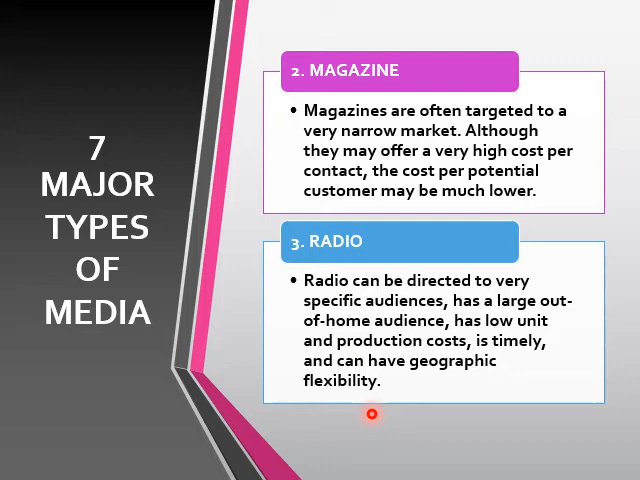 7
MAJOR
TYPES
OF
MEDIA
2. MAGAZINE
• Magazines are often targeted to a
very narrow market. Although
they may offer a very high cost per
contact, the cost per potential
customer may be much lower.
3. RADIO
• Radio can be directed to very
specific audiences, has a large out-
of-home audience, has low unit
and production costs, is timely,
and can have geographic
flexibility.